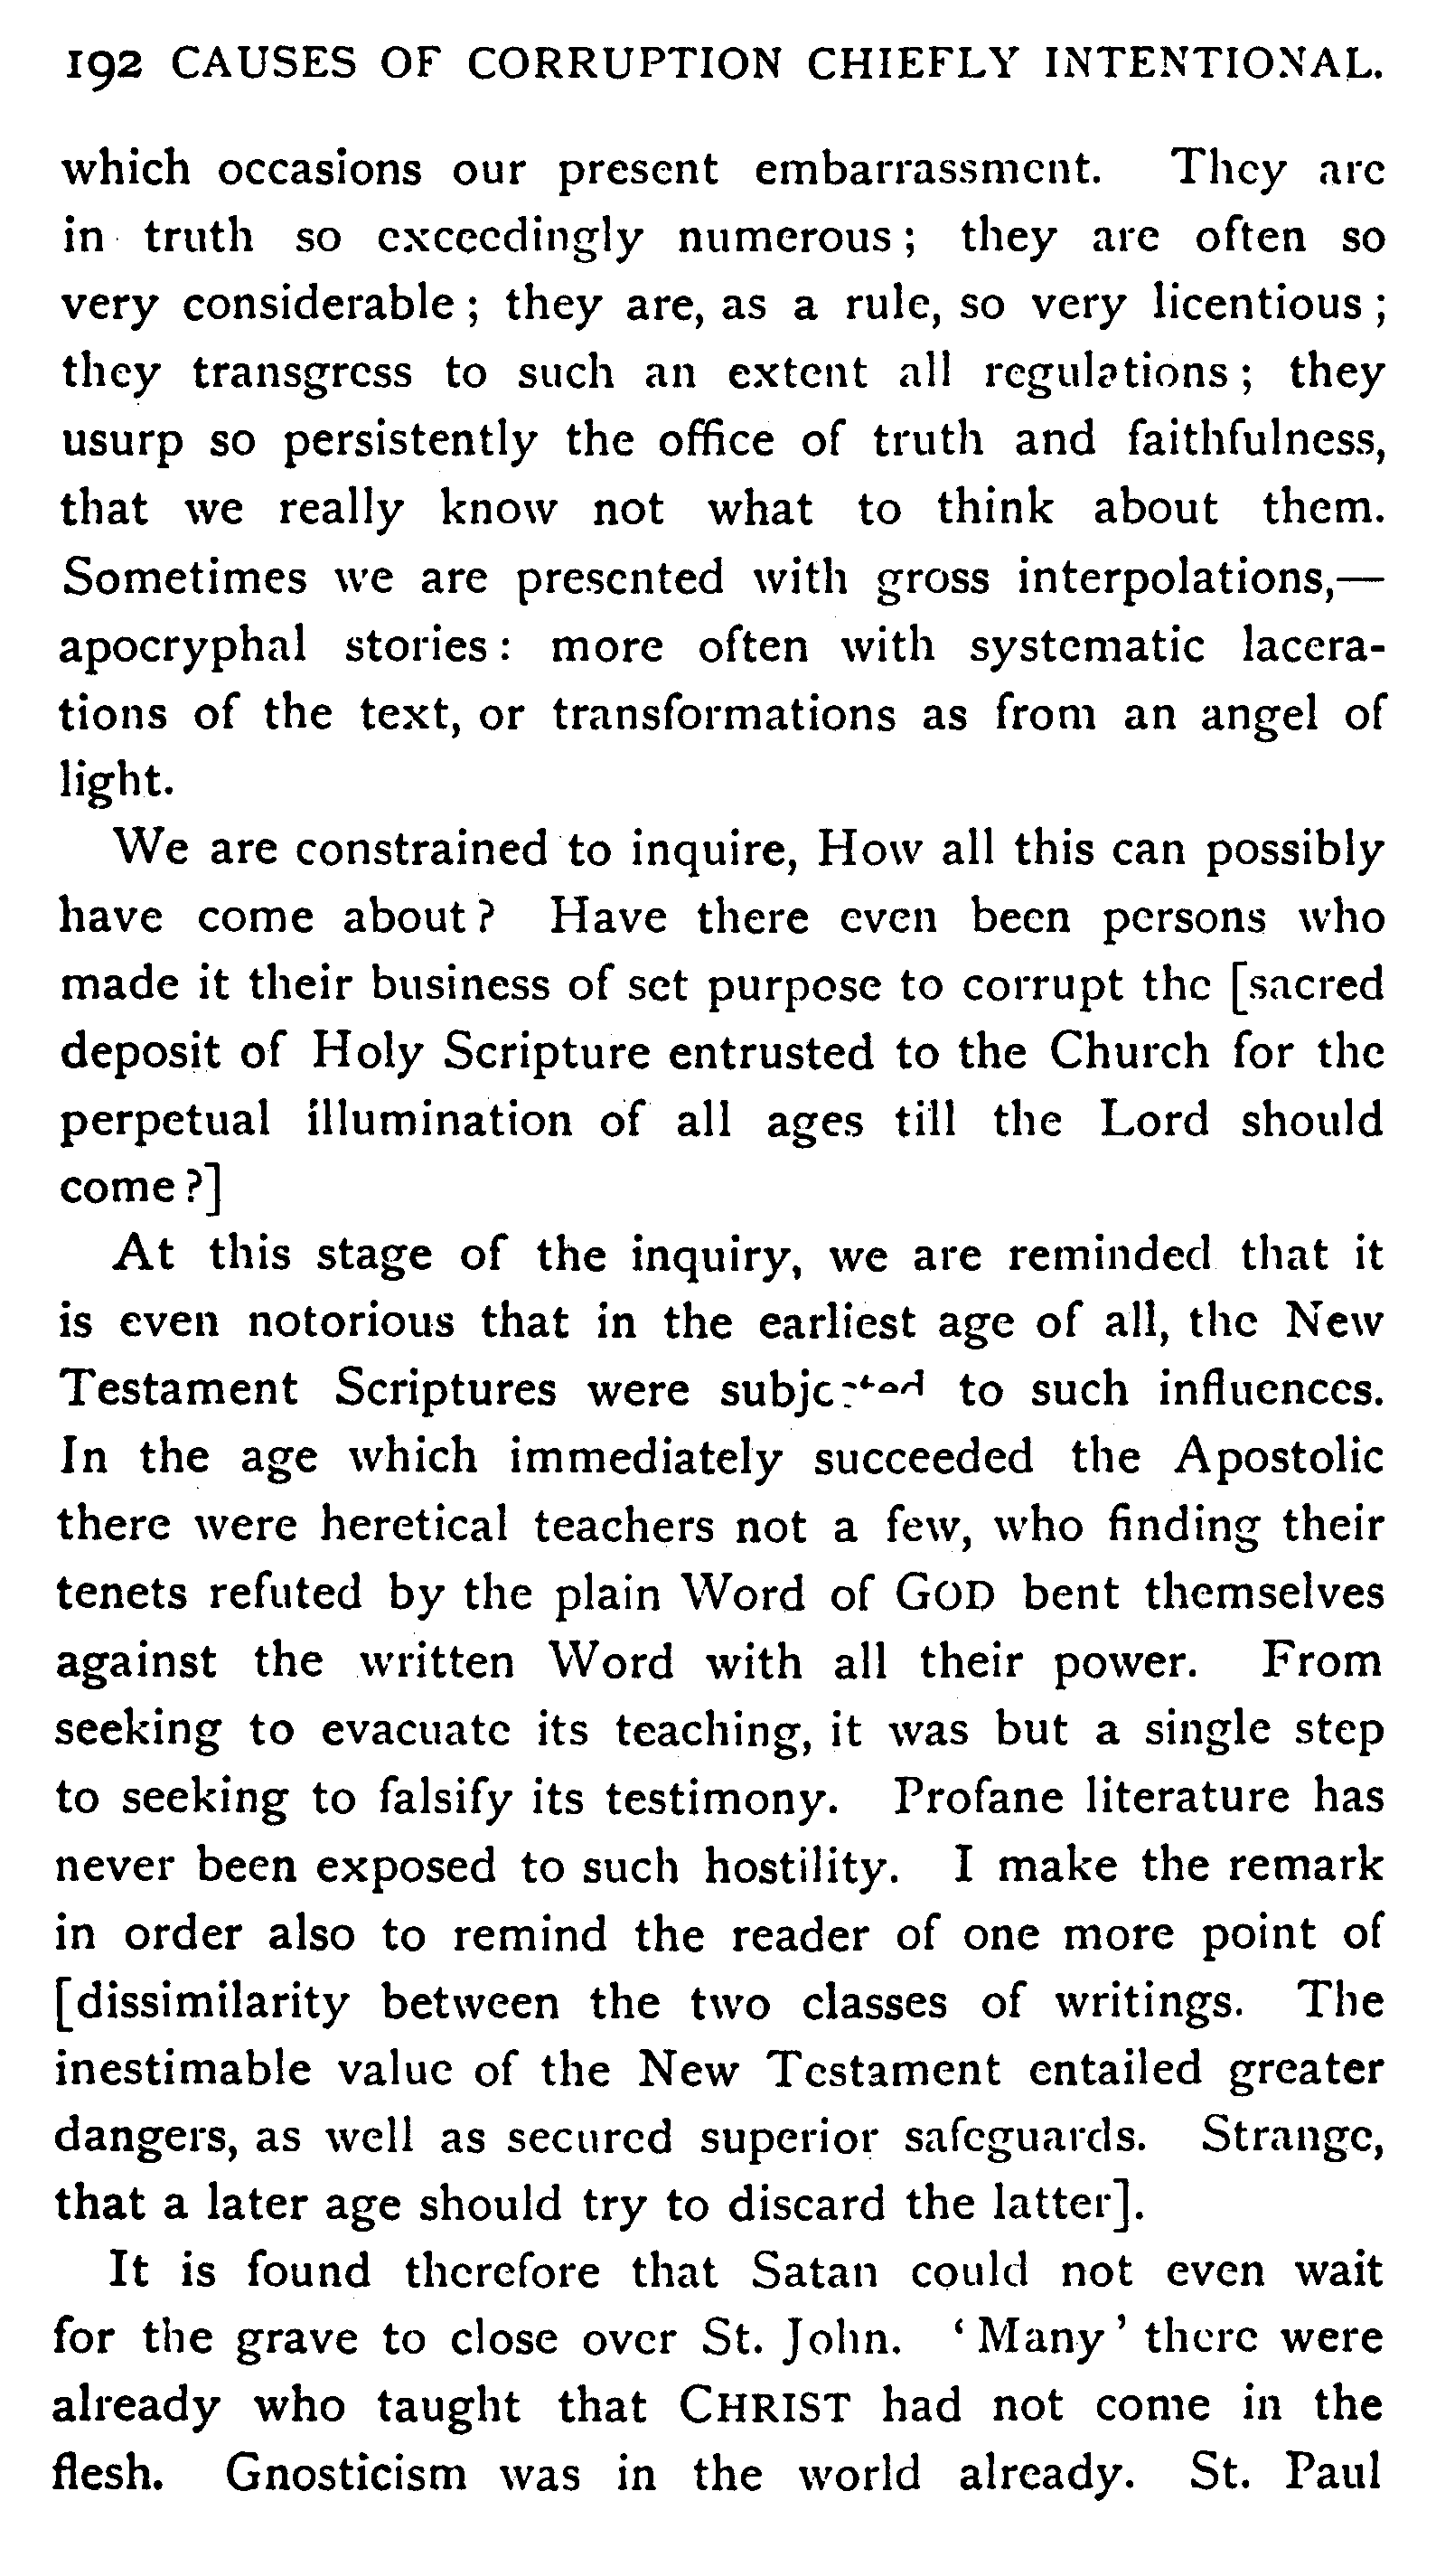 192 CAUSES OF CORRUPTION CHIEFLY INTENTIONAL.
which occasions our present embarrassment. They are
in truth so exceedingly numerous; they are often so
very considerable; they are, as a rule, so very licentious;
they transgress to such an extent all regulations; they
usurp so persistently the office of truth and faithfulness,
that we really know not what to think about them.
Sometimes we are presented with gross interpolations,—
apocryphal stories: more often with systematic lacera-
tions of the text, or transformations as from an angel of
light.
We are constrained to inquire, How all this can possibly
have come about? Have there even been persons who
made it their business of set purpose to corrupt the [sacred
deposit of Holy Scripture entrusted to the Church for the
perpetual illumination of all ages till the Lord should
come?]
At this stage of the inquiry, we are reminded that it
is even notorious that in the earliest age of all, the New
Testament Scriptures were subjected to such influences.
In the age which immediately succeeded the Apostolic
there were heretical teachers not a few, who finding their
tenets refuted by the plain Word of GOD bent themselves
against the written Word with all their power. From
seeking to evacuate its teaching, it was but a single step
to seeking to falsify its testimony. Profane literature has
never been exposed to such hostility. I make the remark
in order also to remind the reader of one more point of
[dissimilarity between the two classes of writings. The
inestimable value of the New Testament entailed greater
dangers, as well as secured superior safeguards. Strange,
that a later age should try to discard the latter].
It is found therefore that Satan could not even wait
for the grave to close over St. John. 'Many' there were
already who taught that CHRIST had not come in the
flesh. Gnosticism was in the world already. St. Paul